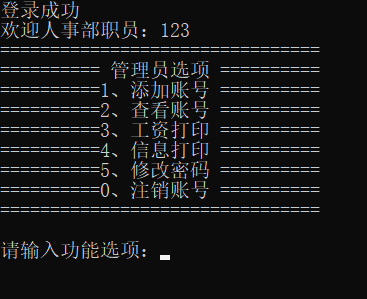 登录成功
欢迎人事部职员：123
================================
========== 管理员选项 ==========
==========1、添加账号 ==========
==========2、查看账号 ==========
==========3、工资打印 ==========
==========4、信息打印 ==========
==========5、修改密码 ==========
==========0、注销账号 ==========
================================
请输入功能选项：